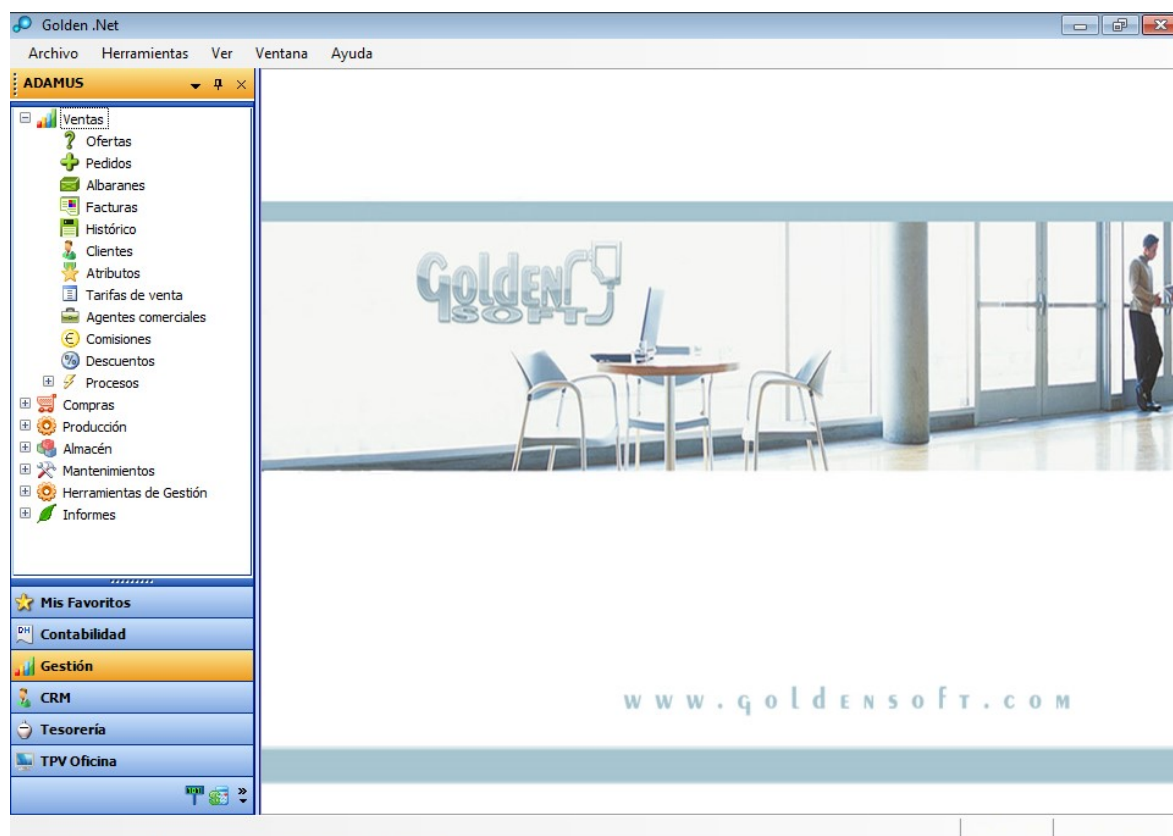 Golden .Net
Archivo Herramientas Ver Ventana Ayuda
ADAMUS
Ventas
Ofertas
Pedidos
Albaranes
Facturas
Histórico
Clientes
Atributos
Tarifas de venta
Agentes comerciales
Comisiones
Descuentos
Procesos
Compras
Producción
Almacén
Mantenimientos
Herramientas de Gestión
Informes
Mis Favoritos
Contabilidad
Gestión
CRM
Tesorería
TPV Oficina
GOLDEN
SOFT
www.goldensoft.com